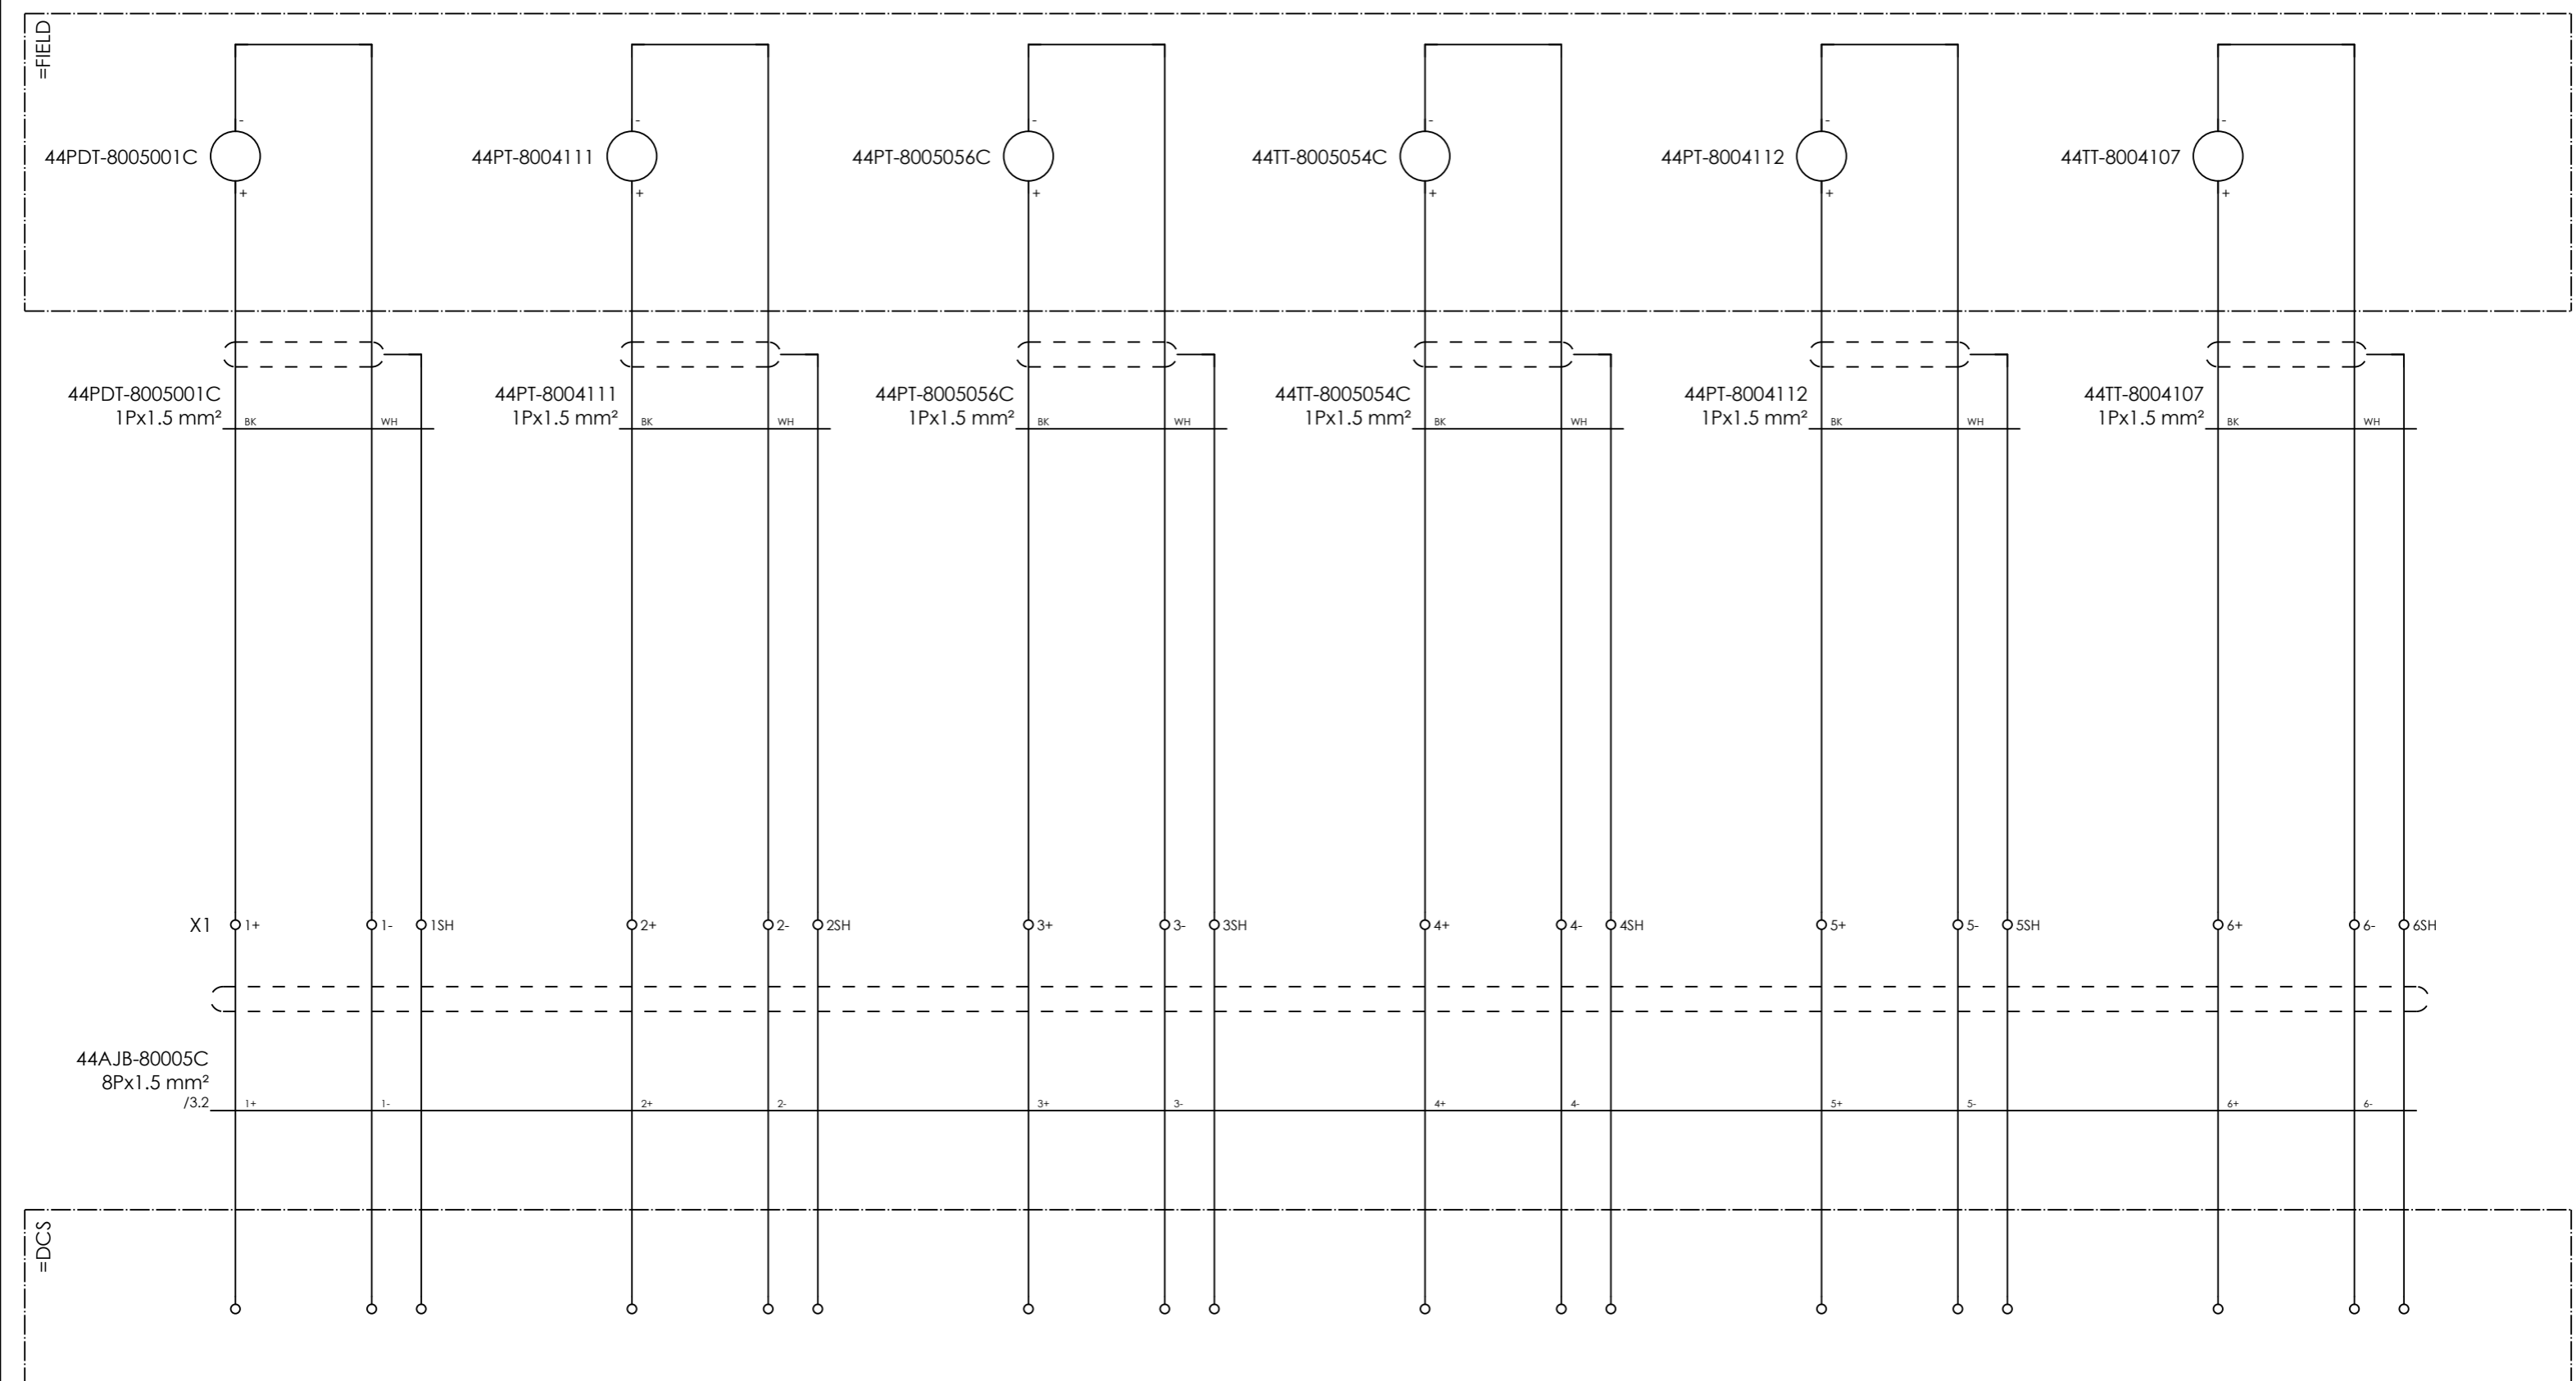 =FIELD
- - - - - -
44PDT-8005001C 44PT-8004111 44PT-8005056C 44TT-8005054C 44PT-8004112 44TT-8004107
+ + + + + +
44PDT-8005001C 44PT-8004111 44PT-8005056C 44TT-8005054C 44PT-8004112 44TT-8004107
1Px1.5 mm² BK WH 1Px1.5 mm² BK WH 1Px1.5 mm² BK WH 1Px1.5 mm² BK WH 1Px1.5 mm² BK WH 1Px1.5 mm² BK WH
X1 1+ 1- 1SH 2+ 2- 2SH 3+ 3- 3SH 4+ 4- 4SH 5+ 5- 5SH 6+ 6- 6SH
44AJB-80005C
8Px1.5 mm²
/3.2 1+ 1- 2+ 2- 3+ 3- 4+ 4- 5+ 5- 6+ 6-
=DCS